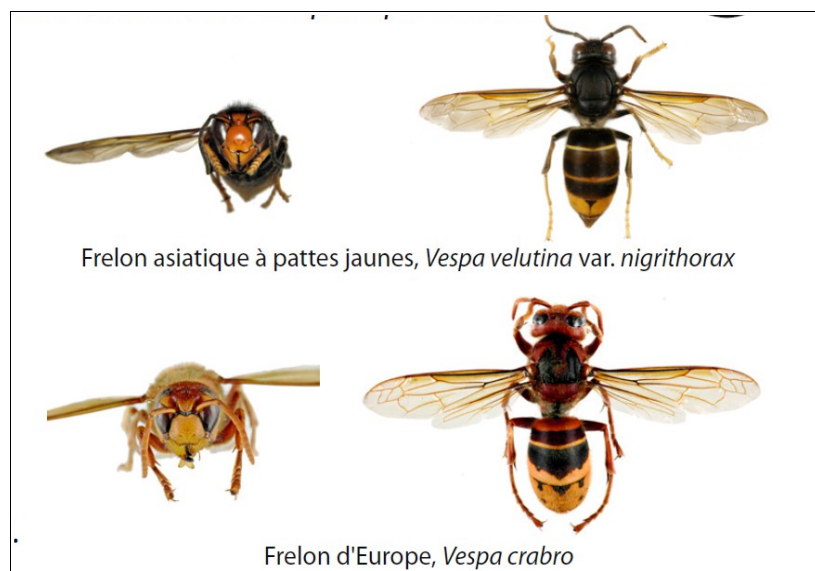 Frelon asiatique à pattes jaunes, Vespa velutina var. nigrithorax
Frelon d'Europe, Vespa crabro